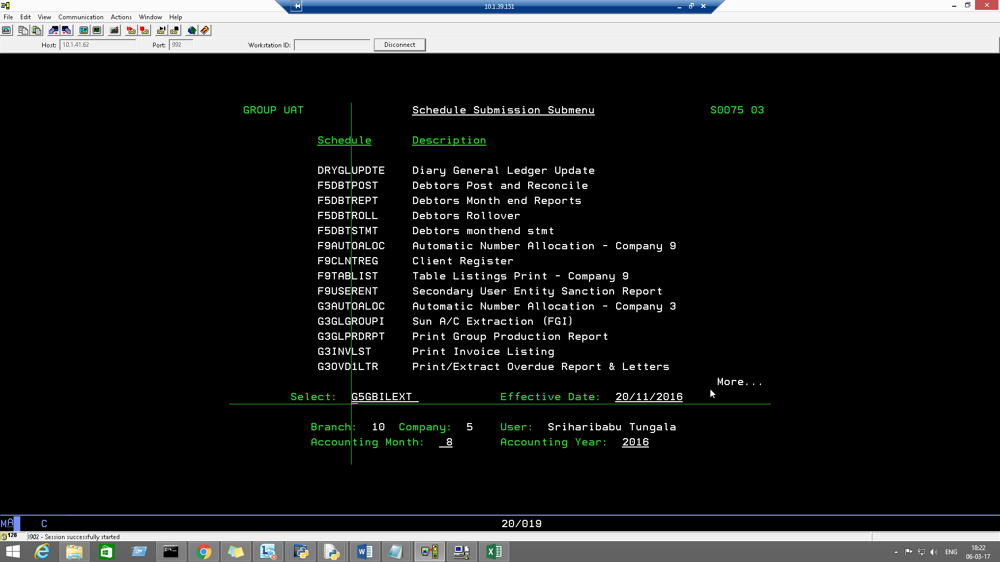 10.1.39.151
File Edit View Communication Actions Window Help
Host: 10.1.41.62 Port: 992 Workstation ID: Disconnect
GROUP UAT Schedule Submission Submenu S0075 03
Schedule Description
DRYGLUPDTE Diary General Ledger Update
F5DBTPOST Debtors Post and Reconcile
F5DBTREPT Debtors Month end Reports
F5DBTROLL Debtors Rollover
F5DBTSTMT Debtors monthend stmt
F9AUTOALOC Automatic Number Allocation - Company 9
F9CLNTREG Client Register
F9TABLIST Table Listings Print - Company 9
F9USERENT Secondary User Entity Sanction Report
G3AUTOALOC Automatic Number Allocation - Company 3
G3GLGROUPI Sun A/C Extraction (FGI)
G3GLPRDRPT Print Group Production Report
G3INVLST Print Invoice Listing
G3OVD1LTR Print/Extract Overdue Report & Letters
More...
Select: G5GBILEXT Effective Date: 20/11/2016
Branch: 10 Company: 5 User: Sriharibabu Tungala
Accounting Month: 8 Accounting Year: 2016
MA C 20/019
128 I902 - Session successfully started
ENG 18:22
06-03-17